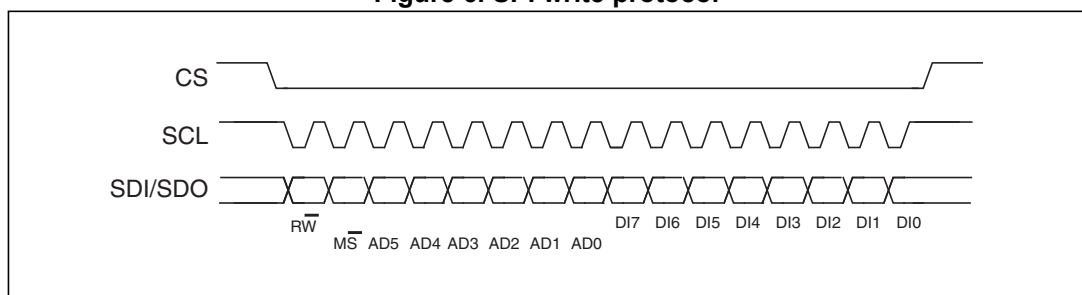 CS
SCL
SDI/SDO
RW DI7 DI6 DI5 DI4 DI3 DI2 DI1 DI0
MS AD5 AD4 AD3 AD2 AD1 AD0